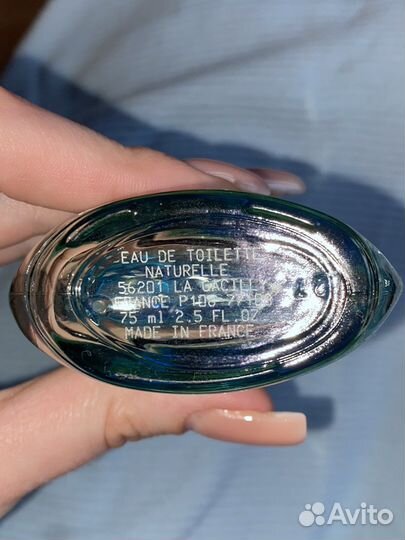 EAU DE TOILETTE
NATURELLE
56201 LA GACILLY
FRANCE
75 ml 2.5 FL.OZ
MADE IN FRANCE
Avito